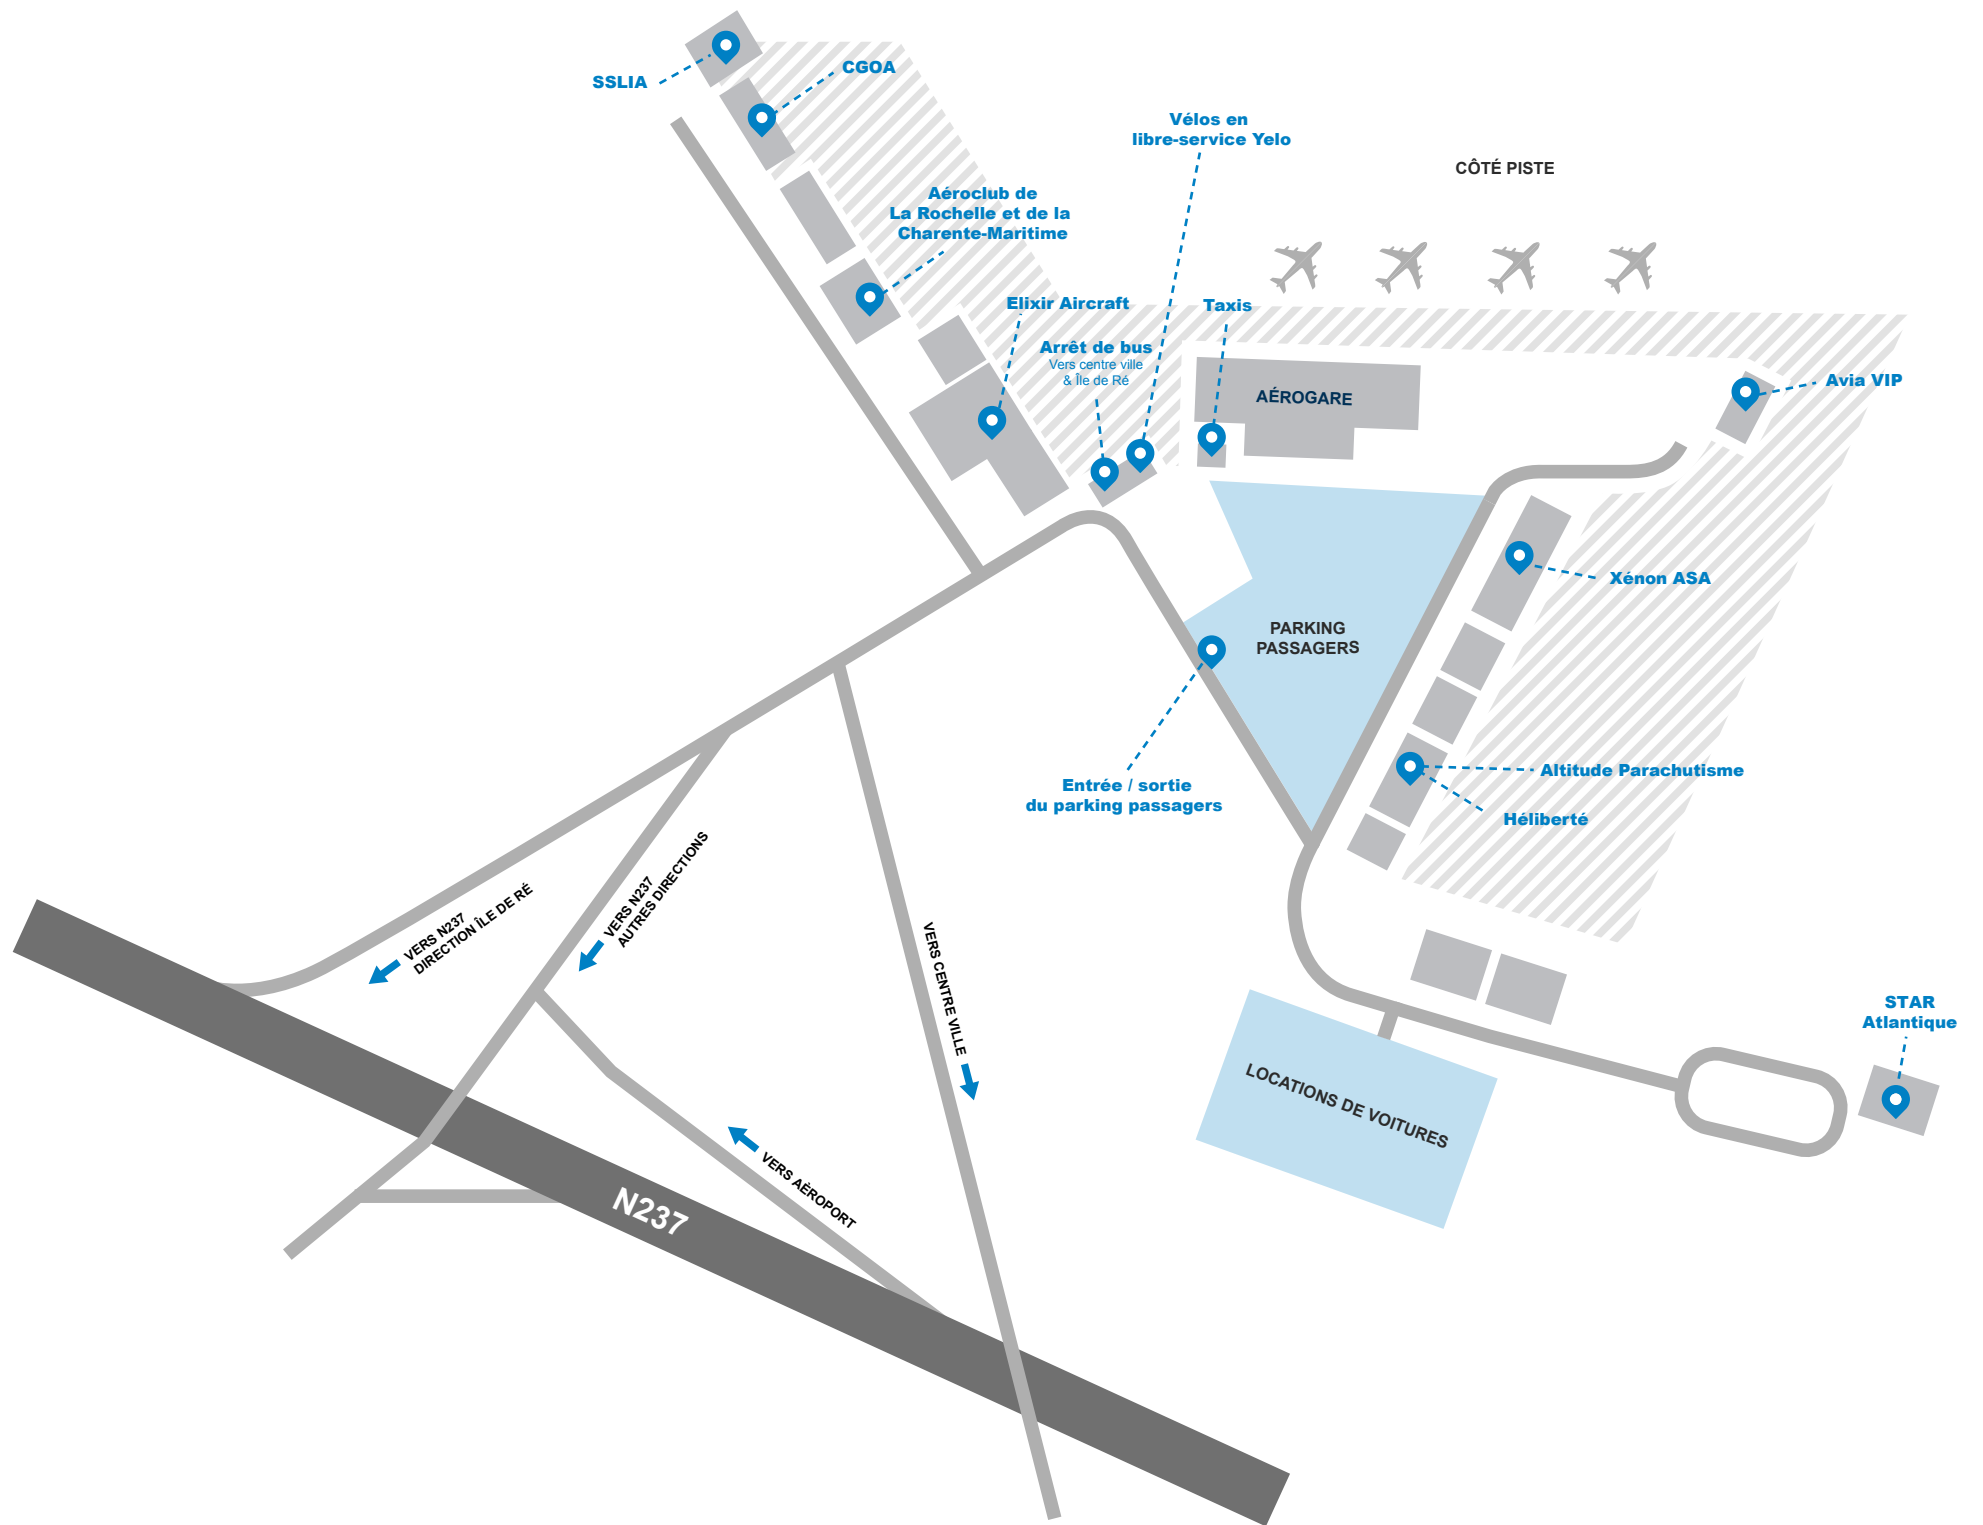 SSLIA
CGOA
Vélos en
libre-service Yelo
CÔTÉ PISTE
Aéroclub de
La Rochelle et de la
Charente-Maritime
Elixir Aircraft
Taxis
Arrêt de bus
Vers centre ville
& Île de Ré
AÉROGARE
Avia VIP
Xénon ASA
PARKING
PASSAGERS
Entrée / sortie
du parking passagers
Altitude Parachutisme
Héliberté
VERS N237
DIRECTION ÎLE DE RÉ
VERS N237
AUTRES DIRECTIONS
VERS CENTRE VILLE
STAR
Atlantique
LOCATIONS DE VOITURES
VERS AÉROPORT
N237